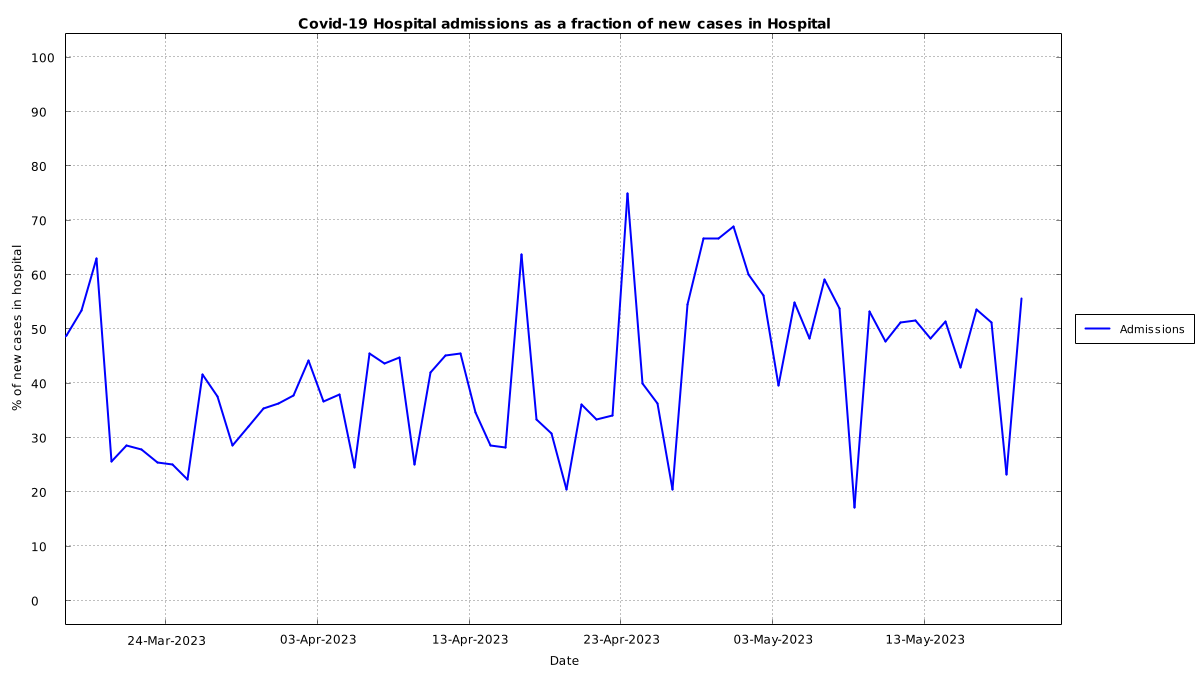 Covid-19 Hospital admissions as a fraction of new cases in Hospital
100
90
80
70
60
50
40
30
20
10
0
% of new cases in hospital
24-Mar-2023
03-Apr-2023
13-Apr-2023
23-Apr-2023
03-May-2023
13-May-2023
Date
Admissions